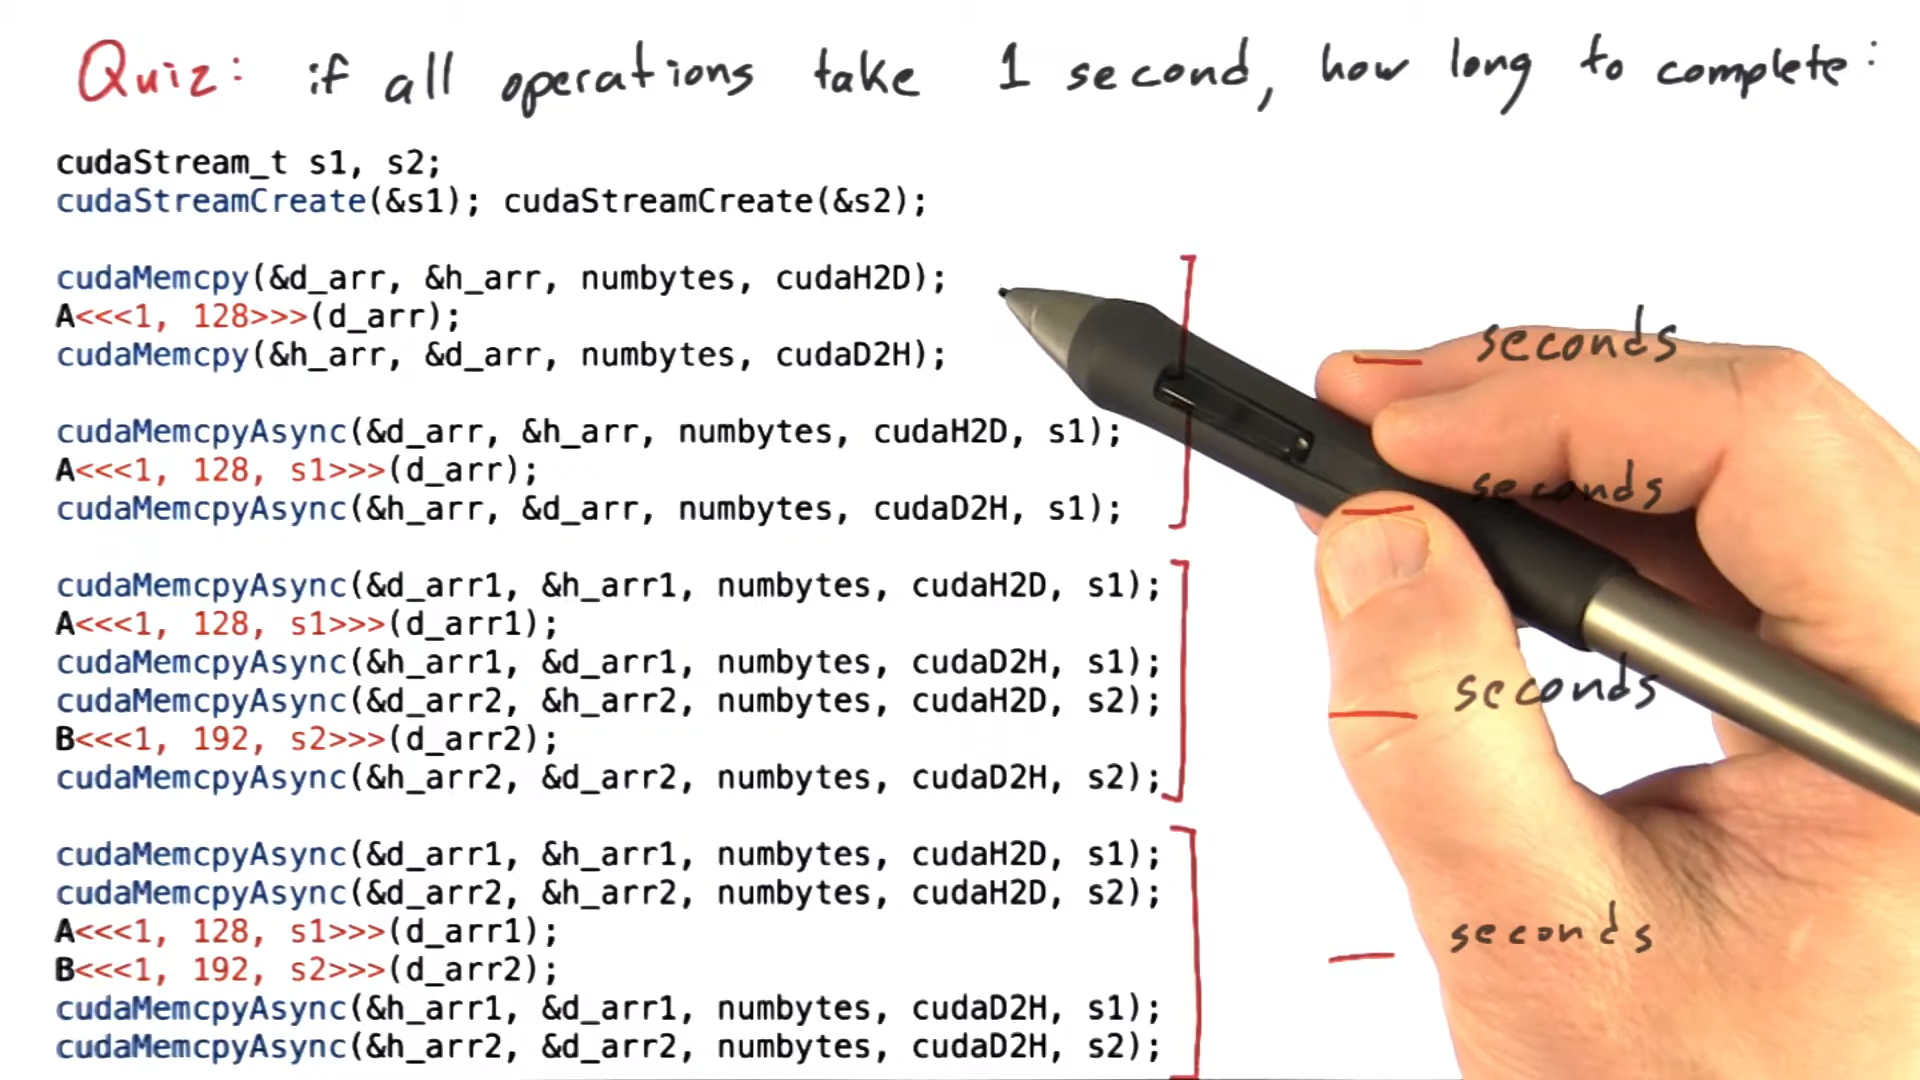 Quiz: if all operations take 1 second, how long to complete:
cudaStream_t s1, s2;
cudaStreamCreate(&s1); cudaStreamCreate(&s2);
cudaMemcpy(&d_arr, &h_arr, numbytes, cudaH2D);
A<<<1, 128>>>(d_arr);
cudaMemcpy(&h_arr, &d_arr, numbytes, cudaD2H);
seconds
cudaMemcpyAsync(&d_arr, &h_arr, numbytes, cudaH2D, s1);
A<<<1, 128, s1>>>(d_arr);
cudaMemcpyAsync(&h_arr, &d_arr, numbytes, cudaD2H, s1);
seconds
cudaMemcpyAsync(&d_arr1, &h_arr1, numbytes, cudaH2D, s1);
A<<<1, 128, s1>>>(d_arr1);
cudaMemcpyAsync(&h_arr1, &d_arr1, numbytes, cudaD2H, s1);
cudaMemcpyAsync(&d_arr2, &h_arr2, numbytes, cudaH2D, s2);
B<<<1, 192, s2>>>(d_arr2);
cudaMemcpyAsync(&h_arr2, &d_arr2, numbytes, cudaD2H, s2);
seconds
cudaMemcpyAsync(&d_arr1, &h_arr1, numbytes, cudaH2D, s1);
cudaMemcpyAsync(&d_arr2, &h_arr2, numbytes, cudaH2D, s2);
A<<<1, 128, s1>>>(d_arr1);
B<<<1, 192, s2>>>(d_arr2);
cudaMemcpyAsync(&h_arr1, &d_arr1, numbytes, cudaD2H, s1);
cudaMemcpyAsync(&h_arr2, &d_arr2, numbytes, cudaD2H, s2);
seconds